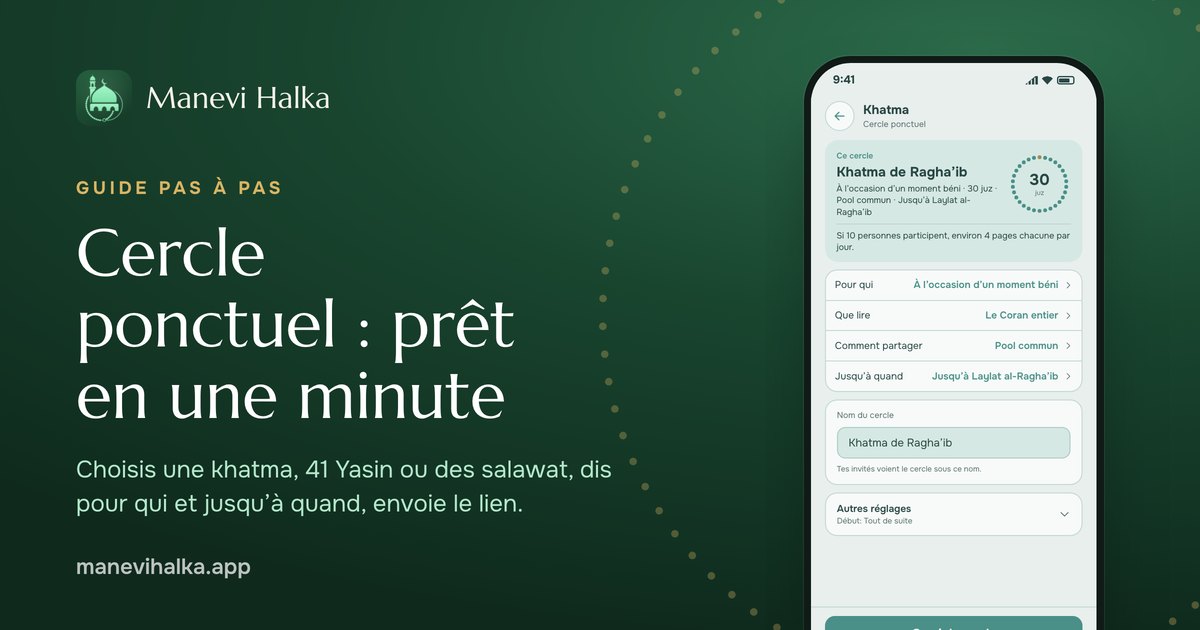 Manevi Halka
GUIDE PAS À PAS
Cercle
ponctuel : prêt
en une minute
Choisis une khatma, 41 Yasin ou des salawat, dis
pour qui et jusqu’à quand, envoie le lien.
manevihalka.app
9:41
Khatma
Cercle ponctuel
Ce cercle
Khatma de Ragha’ib
À l’occasion d’un moment béni · 30 juz ·
Pool commun · Jusqu’à Laylat al-
Ragha’ib
30
juz
Si 10 personnes participent, environ 4 pages chacune par
jour.
Pour qui À l’occasion d’un moment béni
Que lire Le Coran entier
Comment partager Pool commun
Jusqu’à quand Jusqu’à Laylat al-Ragha’ib
Nom du cercle
Khatma de Ragha’ib
Tes invités voient le cercle sous ce nom.
Autres réglages
Début: Tout de suite